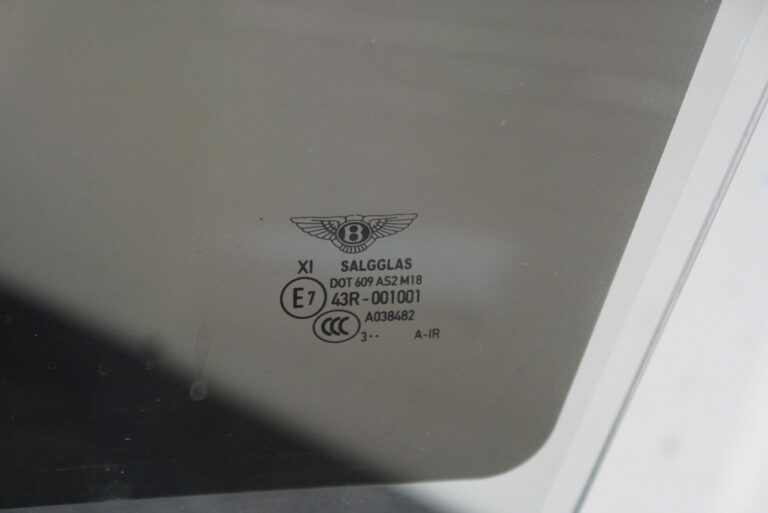 B
XI SALGGLAS
DOT 609 AS2 M18
E7 43R-001001
CCC A038482
3·· A-IR